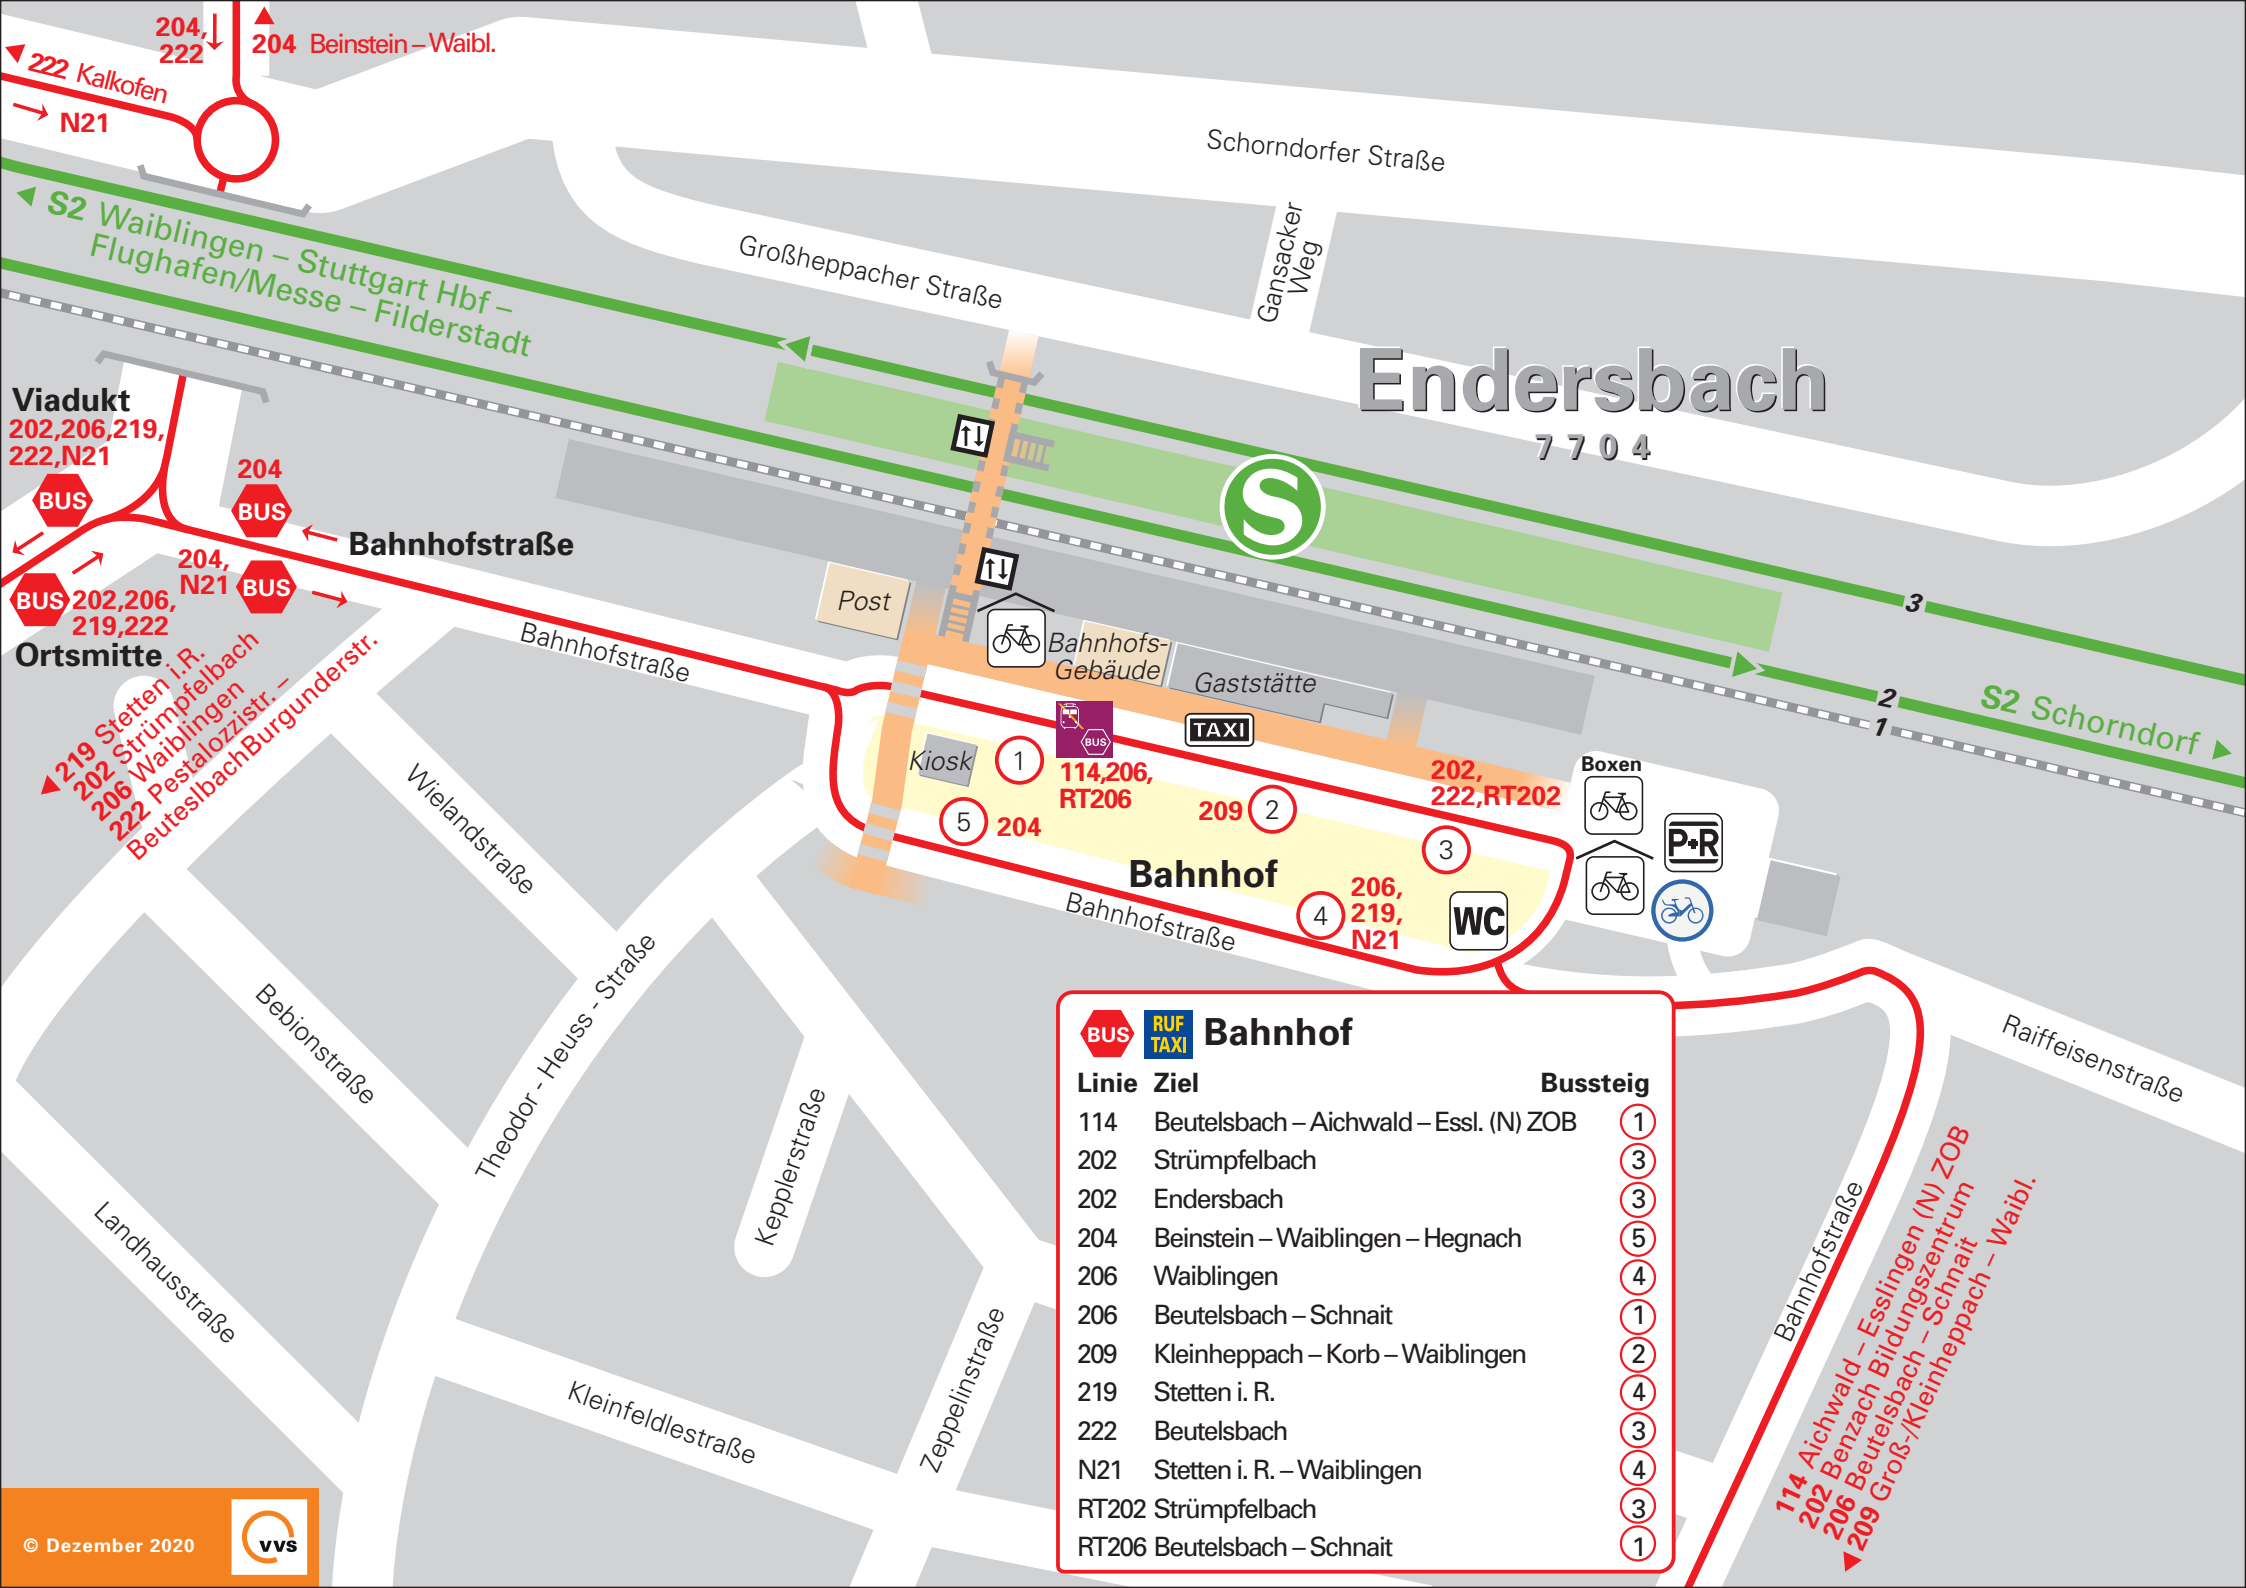 204,
222
204 Beinstein – Waibl.
222 Kalkofen
N21
Schorndorfer Straße
S2 Waiblingen – Stuttgart Hbf –
Flughafen/Messe – Filderstadt
Großheppacher Straße
Gansacker
Weg
Endersbach
7704
Viadukt
202,206,219,
222,N21
BUS
204
BUS
Bahnhofstraße
204,
N21
BUS
BUS
202,206,
219,222
Ortsmitte
219 Stetten i.R.
202 Strümpfelbach
206 Waiblingen
222 Pestalozzistr. –
BeuteslbachBurgunderstr.
S
Post
Bahnhofstraße
Bahnhofs-
Gebäude
Gaststätte
TAXI
3
2
1
S2 Schorndorf
Kiosk
1
BUS
114,206,
RT206
209
2
202,
222,RT202
Boxen
P+R
5
204
3
Bahnhof
4
206,
219,
N21
WC
Bahnhofstraße
Wielandstraße
Bebionstraße
Theodor - Heuss - Straße
Kepplerstraße
Landhausstraße
Kleinfeldlestraße
Zeppelinstraße
Raiffeisenstraße
Bahnhofstraße
114 Aichwald – Esslingen (N) ZOB
202 Benzach Bildungszentrum
206 Beutelsbach – Schnait
209 Groß-/Kleinheppach – Waibl.
BUS RUF TAXI Bahnhof
Linie Ziel Bussteig
114 Beutelsbach – Aichwald – Essl. (N) ZOB 1
202 Strümpfelbach 3
202 Endersbach 3
204 Beinstein – Waiblingen – Hegnach 5
206 Waiblingen 4
206 Beutelsbach – Schnait 1
209 Kleinheppach – Korb – Waiblingen 2
219 Stetten i. R. 4
222 Beutelsbach 3
N21 Stetten i. R. – Waiblingen 4
RT202 Strümpfelbach 3
RT206 Beutelsbach – Schnait 1
© Dezember 2020
vvs